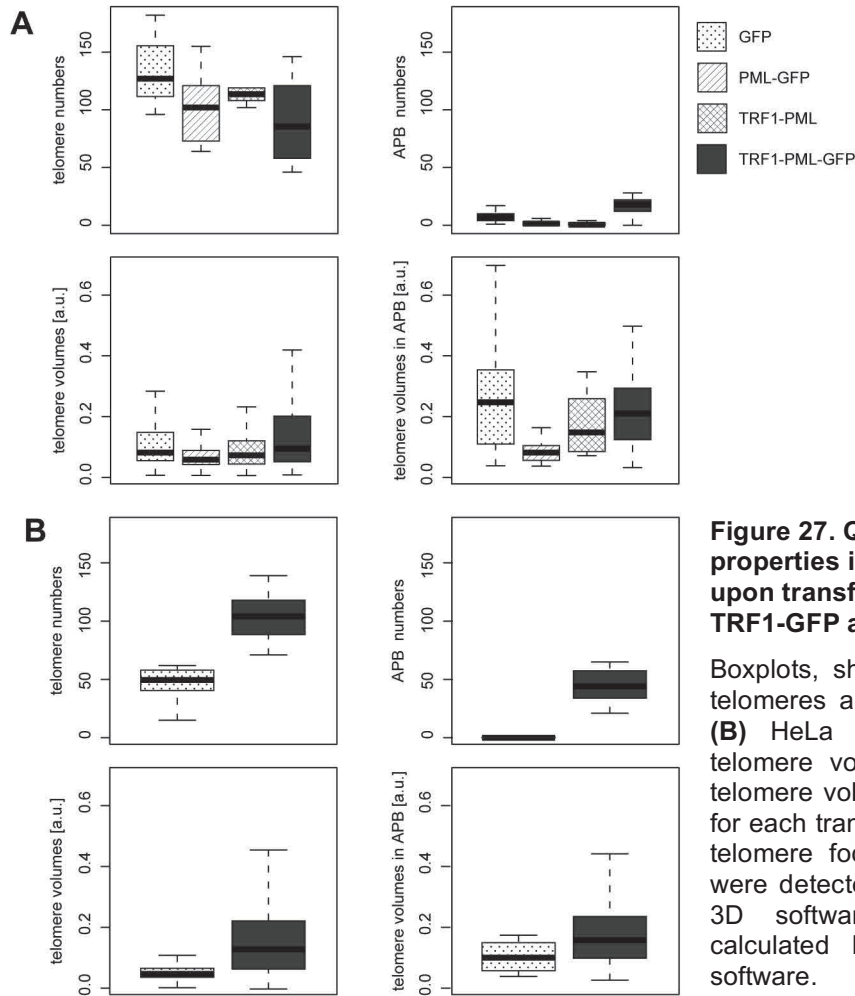 A
telomere numbers
0 50 100 150
APB numbers
0 50 100 150
GFP
PML-GFP
TRF1-PML
TRF1-PML-GFP
telomere volumes [a.u.]
0.0 0.2 0.4 0.6
telomere volumes in APB [a.u.]
0.0 0.2 0.4 0.6
B
telomere numbers
0 50 100 150
APB numbers
0 50 100 150
telomere volumes [a.u.]
0.0 0.2 0.4 0.6
telomere volumes in APB [a.u.]
0.0 0.2 0.4 0.6
Figure 27. Q
properties i
upon transf
TRF1-GFP a
Boxplots, sh
telomeres a
(B) HeLa
telomere vo
telomere vol
for each tran
telomere foc
were detecte
3D softwar
calculated
software.